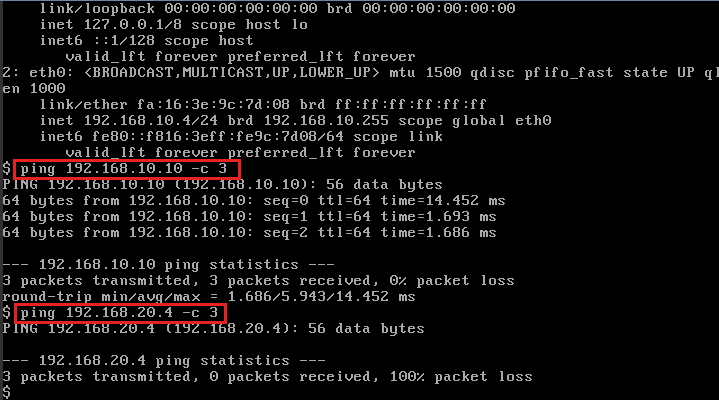 link/loopback 00:00:00:00:00:00 brd 00:00:00:00:00:00
inet 127.0.0.1/8 scope host lo
inet6 ::1/128 scope host
valid_lft forever preferred_lft forever
2: eth0: <BROADCAST,MULTICAST,UP,LOWER_UP> mtu 1500 qdisc pfifo_fast state UP ql
en 1000
link/ether fa:16:3e:9c:7d:08 brd ff:ff:ff:ff:ff:ff
inet 192.168.10.4/24 brd 192.168.10.255 scope global eth0
inet6 fe80::f816:3eff:fe9c:7d08/64 scope link
valid_lft forever preferred_lft forever
$ ping 192.168.10.10 -c 3
PING 192.168.10.10 (192.168.10.10): 56 data bytes
64 bytes from 192.168.10.10: seq=0 ttl=64 time=14.452 ms
64 bytes from 192.168.10.10: seq=1 ttl=64 time=1.693 ms
64 bytes from 192.168.10.10: seq=2 ttl=64 time=1.686 ms
--- 192.168.10.10 ping statistics ---
3 packets transmitted, 3 packets received, 0% packet loss
round-trip min/avg/max = 1.686/5.943/14.452 ms
$ ping 192.168.20.4 -c 3
PING 192.168.20.4 (192.168.20.4): 56 data bytes
--- 192.168.20.4 ping statistics ---
3 packets transmitted, 0 packets received, 100% packet loss
$